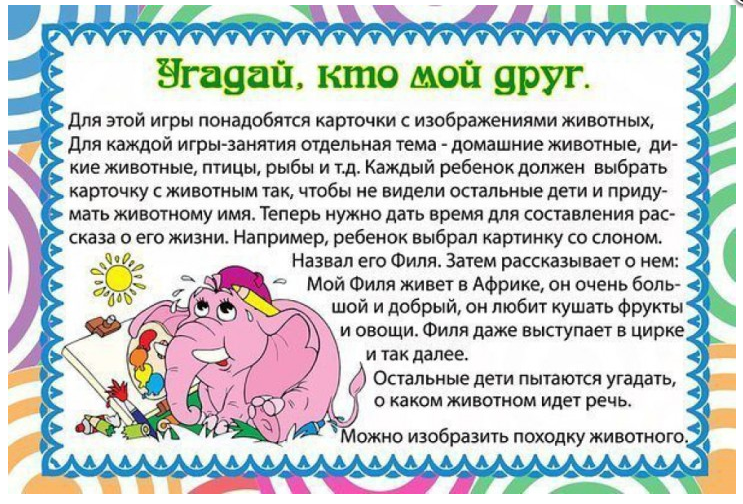 Угадай, кто мой друг.
Для этой игры понадобятся карточки с изображениями животных,
Для каждой игры-занятия отдельная тема - домашние животные, ди-
кие животные, птицы, рыбы и т.д. Каждый ребенок должен выбрать
карточку с животным так, чтобы не видели остальные дети и приду-
мать животному имя. Теперь нужно дать время для составления рас-
сказа о его жизни. Например, ребенок выбрал картинку со слоном.
Назвал его Филя. Затем рассказывает о нем:
Мой Филя живет в Африке, он очень боль-
шой и добрый, он любит кушать фрукты
и овощи. Филя даже выступает в цирке
и так далее.
Остальные дети пытаются угадать,
о каком животном идет речь.
Можно изобразить походку животного.